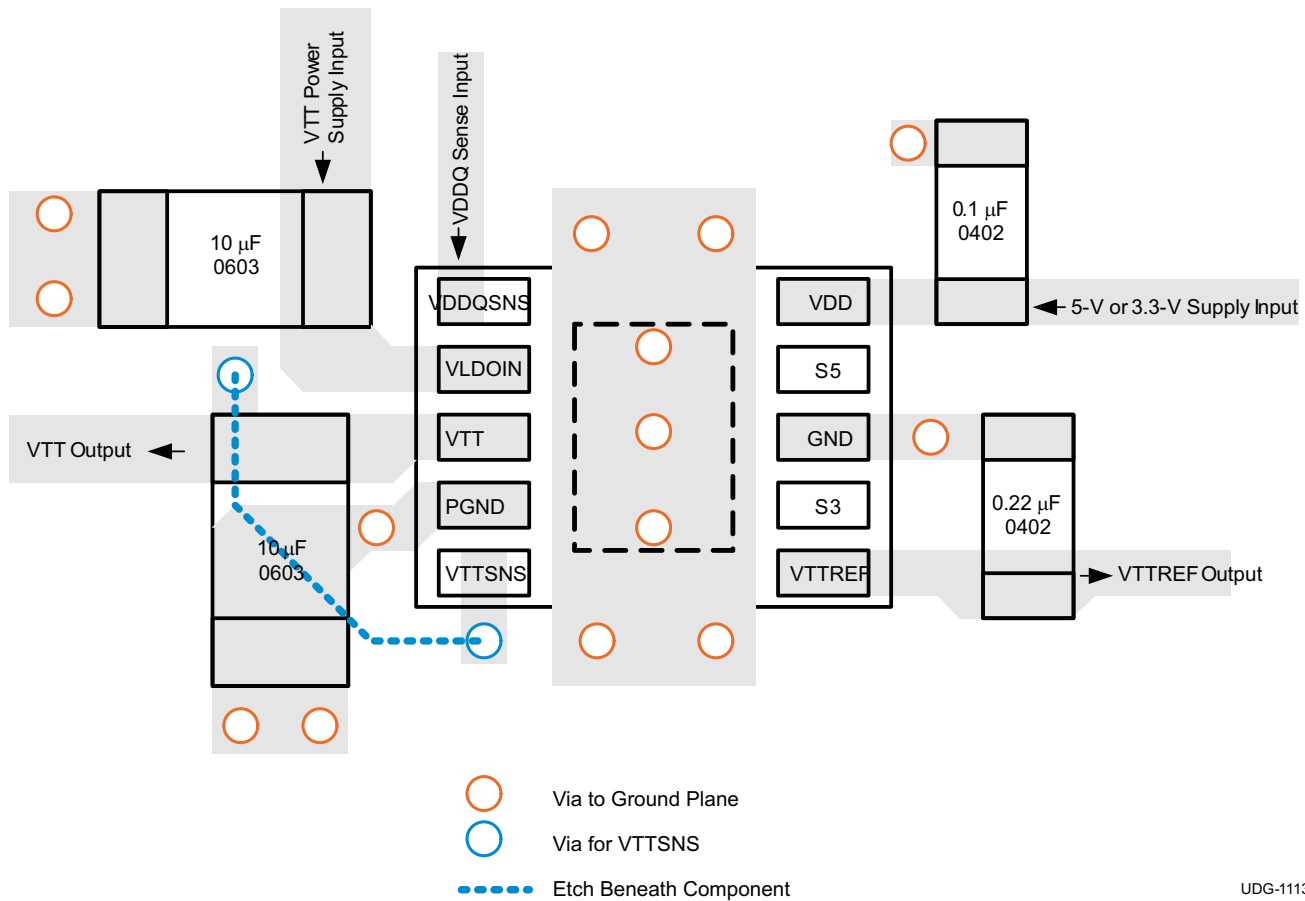 VTT Power
Supply Input
VDDQ Sense Input
10 μF
0603
0.1 μF
0402
5-V or 3.3-V Supply Input
VDDQSNS
VLDOIN
VTT
PGND
VTTSNS
VDD
S5
GND
S3
VTTREF
VTT Output
10 μF
0603
0.22 μF
0402
VTTREF Output
Via to Ground Plane
Via for VTTSNS
Etch Beneath Component
UDG-1113